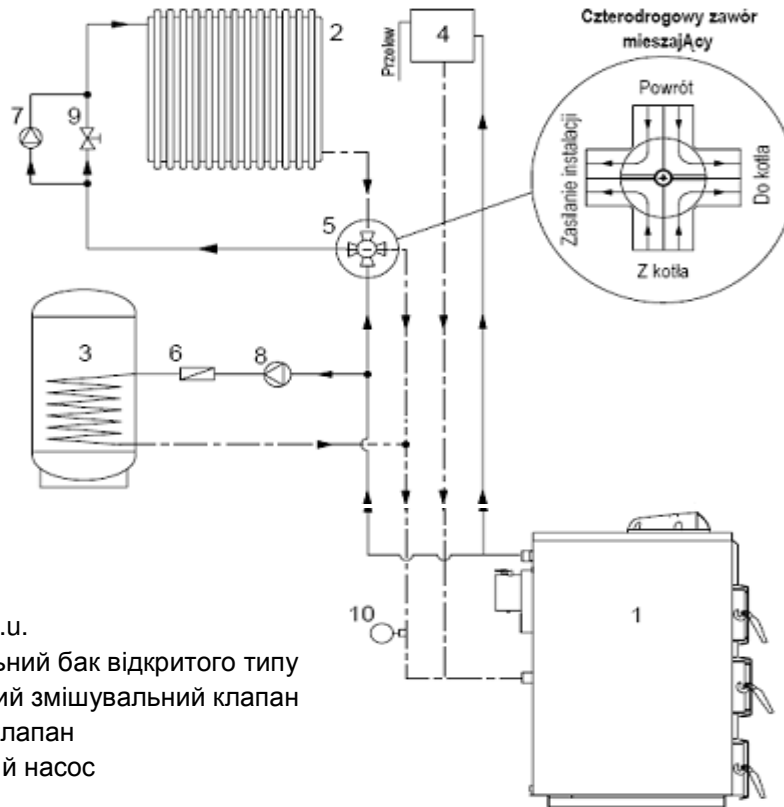 Czterodrogowy zawór
mieszajĄcy
Powrót
Zasilanie instalacji
Do kotła
Z kotła
Przelew
1
2
3
4
5
6
7
8
9
10
.u.
ьний бак відкритого типу
ий змішувальний клапан
лапан
й насос